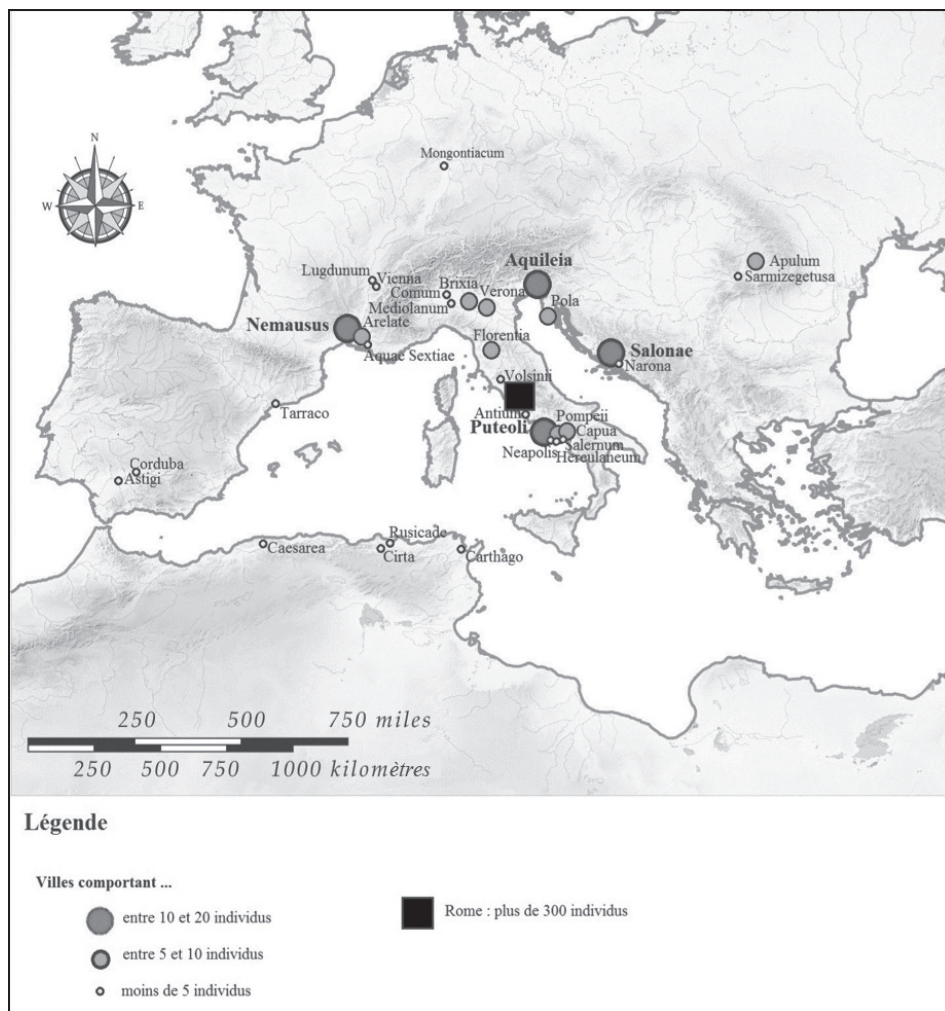 N
W
E
S
Mongontiacum
Lugdunum
Vienna
Comum
Brixia
Mediolanum
Verona
Aquileia
Pola
Apulum
Sarmizegetusa
Nemausus
Arelate
Aquae Sextiae
Florentia
Salonae
Narona
Volsinii
Tarraco
Antium
Puteoli
Pompeii
Capua
Salernum
Neapolis
Herculaneum
Corduba
Astigi
Caesarea
Rusicade
Cirta
Carthago
250 500 750 miles
250 500 750 1000 kilomètres
Légende
Villes comportant ...
entre 10 et 20 individus
entre 5 et 10 individus
moins de 5 individus
Rome : plus de 300 individus